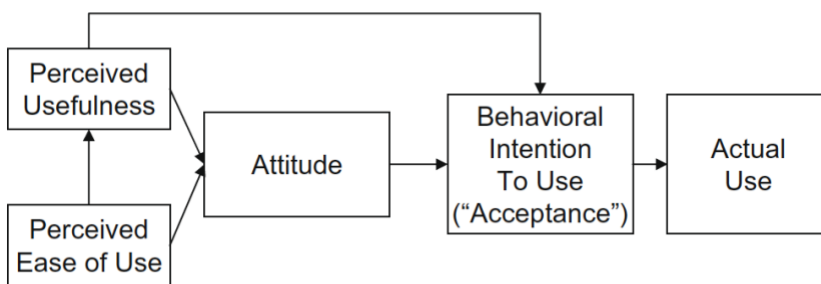 Perceived
Usefulness
Perceived
Ease of Use
Attitude
Behavioral
Intention
To Use
(“Acceptance”)
Actual
Use